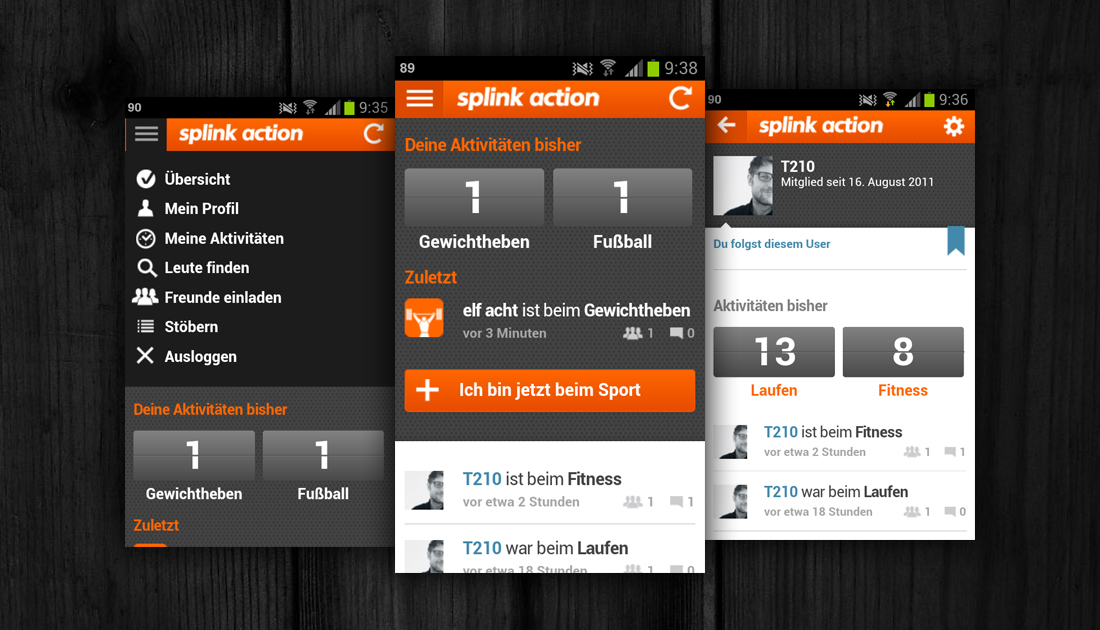 90
9:35
splink action
Übersicht
Mein Profil
Meine Aktivitäten
Leute finden
Freunde einladen
Stöbern
Ausloggen
Deine Aktivitäten bisher
1 1
Gewichtheben Fußball
Zuletzt
89
9:38
splink action
Deine Aktivitäten bisher
1 1
Gewichtheben Fußball
Zuletzt
elf acht ist beim Gewichtheben
vor 3 Minuten 1 0
Ich bin jetzt beim Sport
T210 ist beim Fitness
vor etwa 2 Stunden 1 1
T210 war beim Laufen
vor etwa 18 Stunden 1 0
90
9:36
splink action
T210
Mitglied seit 16. August 2011
Du folgst diesem User
Aktivitäten bisher
13 8
Laufen Fitness
T210 ist beim Fitness
vor etwa 2 Stunden 1 1
T210 war beim Laufen
vor etwa 18 Stunden 1 0